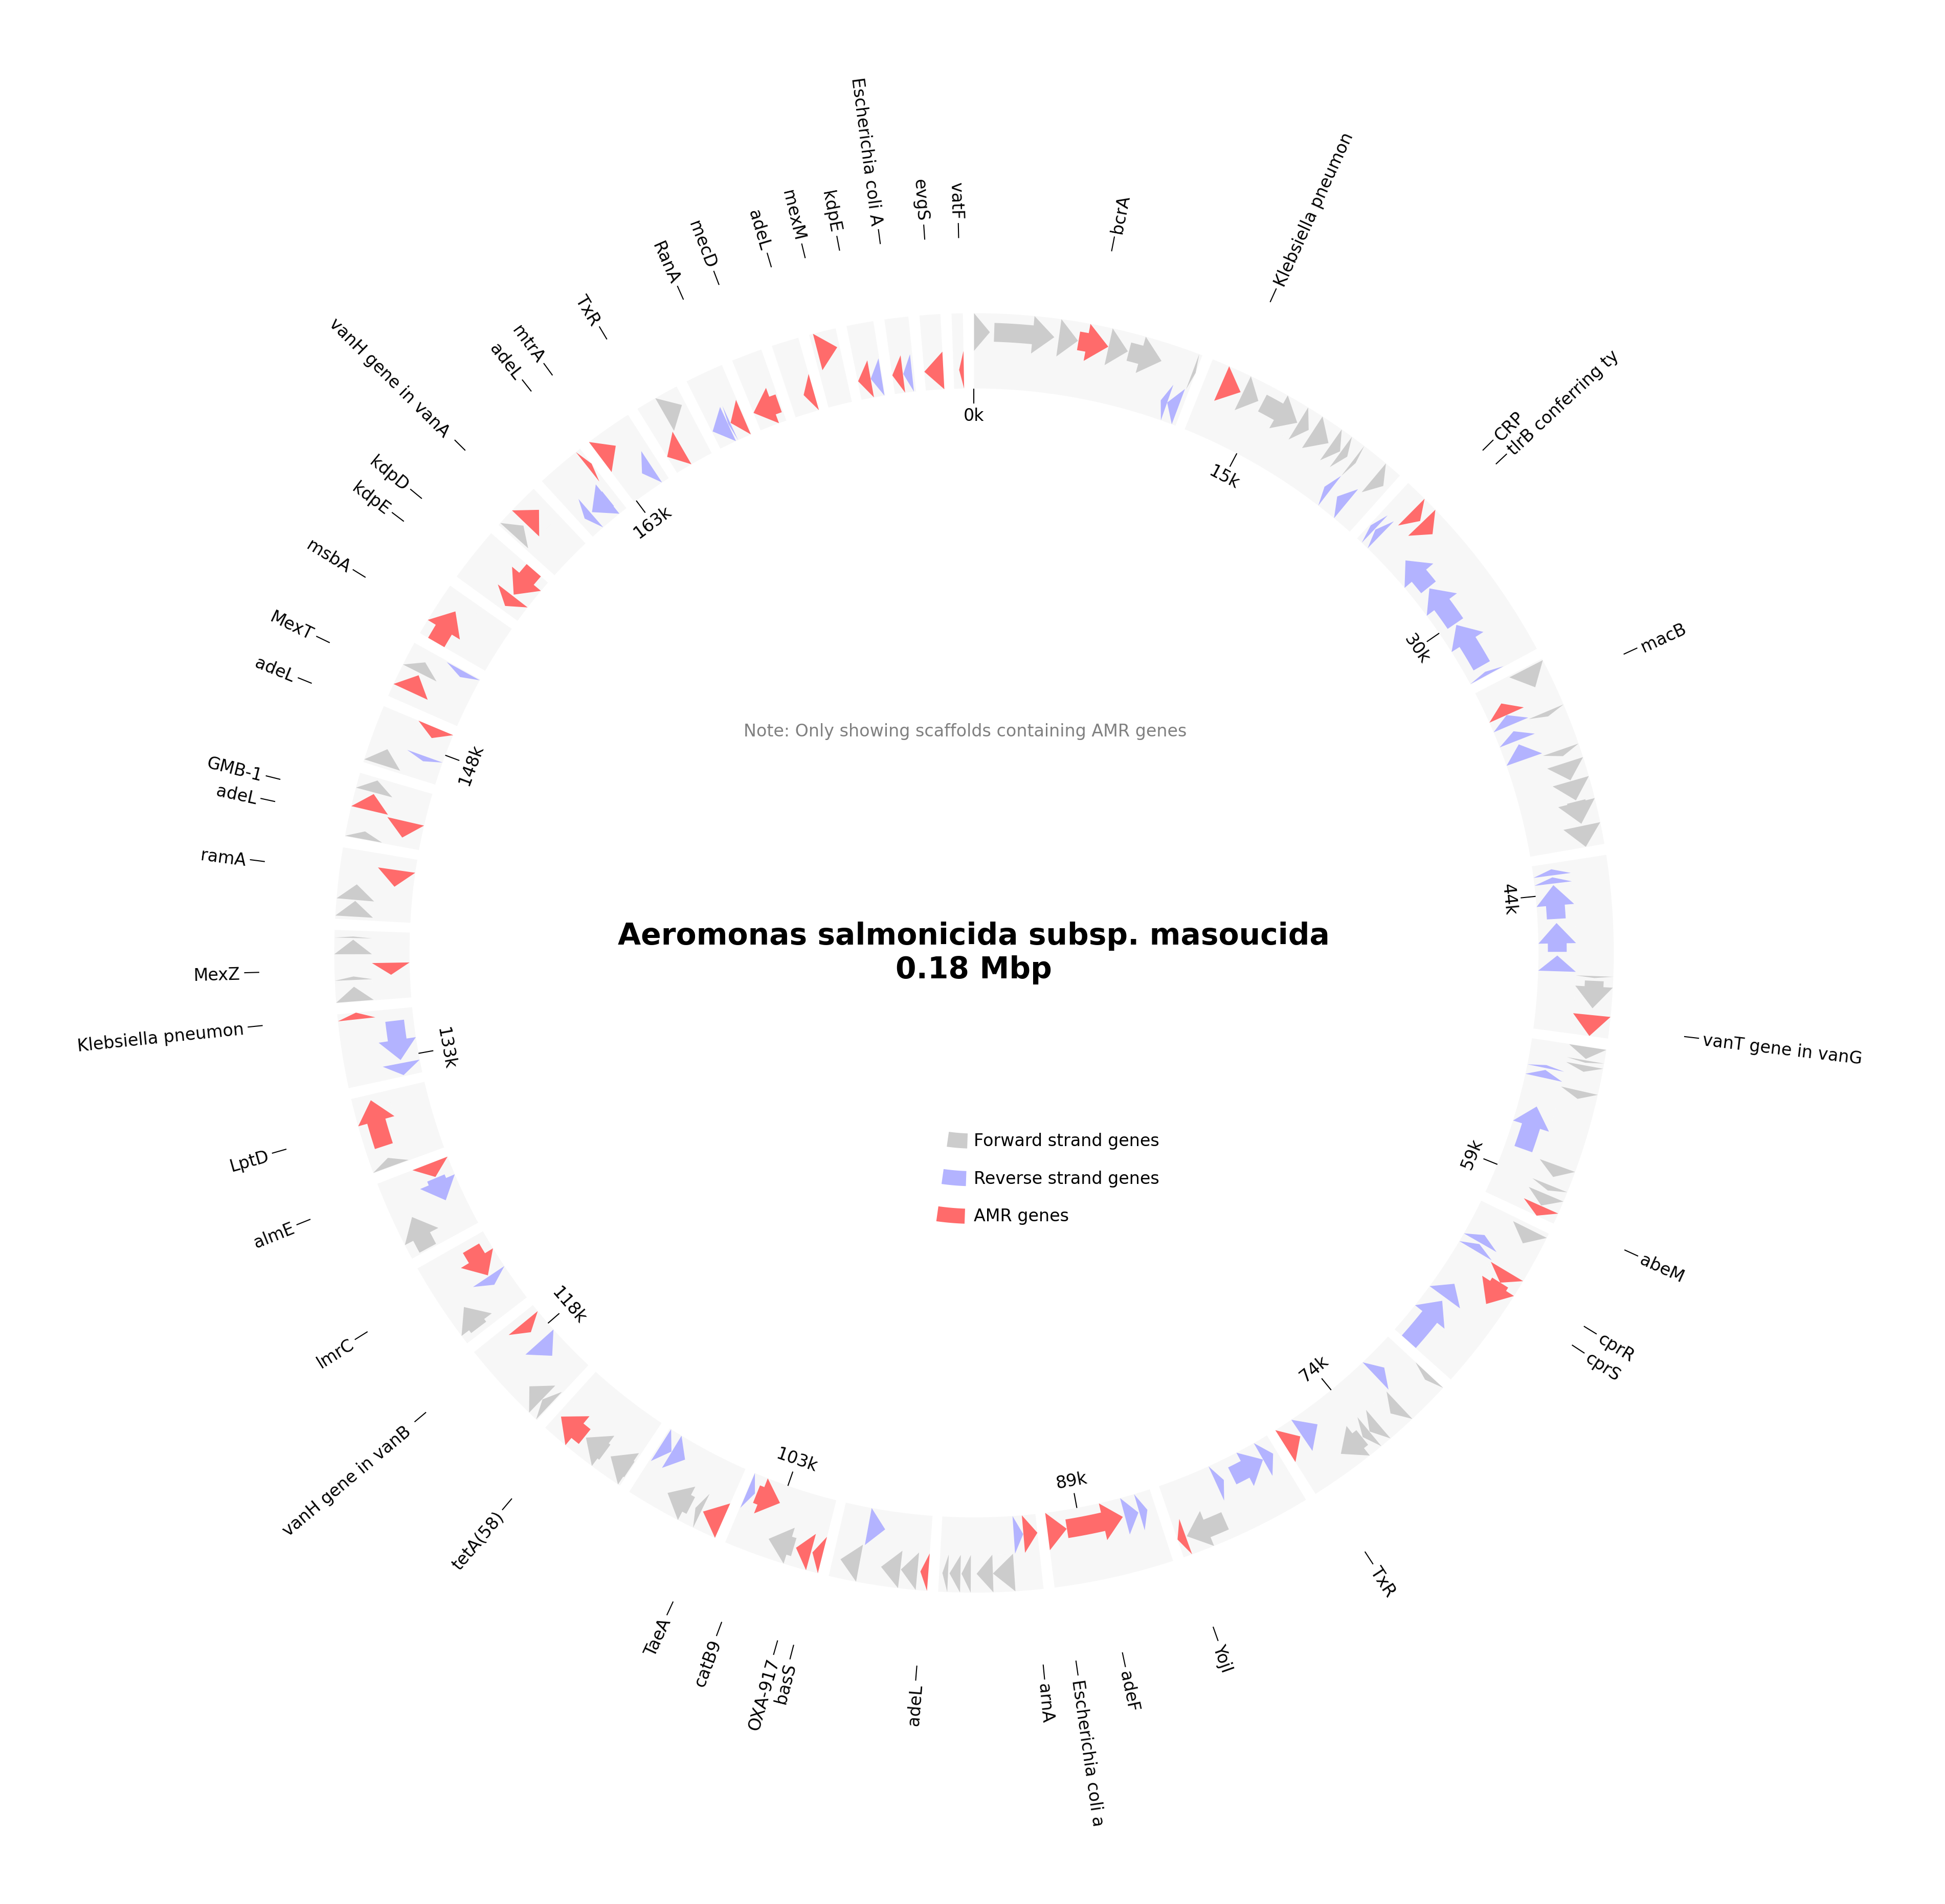 Escherichia coli A
evgS
vatF
bcrA
Klebsiella pneumon
CRP
tlrB conferring ty
macB
vanT gene in vanG
abeM
cprR
cprS
TxR
YojI
adeF
Escherichia coli a
arnA
adeL
basS
OXA-917
catB9
TaeA
tetA(58)
vanH gene in vanB
lmrC
almE
LptD
Klebsiella pneumon
MexZ
ramA
adeL
GMB-1
adeL
MexT
msbA
kdpE
kdpD
vanH gene in vanA
adeL
mtrA
TxR
RanA
mecD
adeL
mexM
kdpE
0k
15k
30k
44k
59k
74k
89k
103k
118k
133k
148k
163k
Note: Only showing scaffolds containing AMR genes
Aeromonas salmonicida subsp. masoucida
0.18 Mbp
Forward strand genes
Reverse strand genes
AMR genes